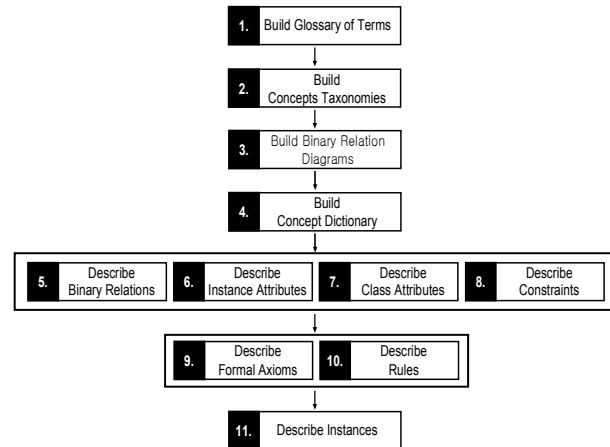 1. Build Glossary of Terms
2. Build
Concepts Taxonomies
3. Build Binary Relation
Diagrams
4. Build
Concept Dictionary
5. Describe
Binary Relations
6. Describe
Instance Attributes
7. Describe
Class Attributes
8. Describe
Constraints
9. Describe
Formal Axioms
10. Describe
Rules
11. Describe Instances